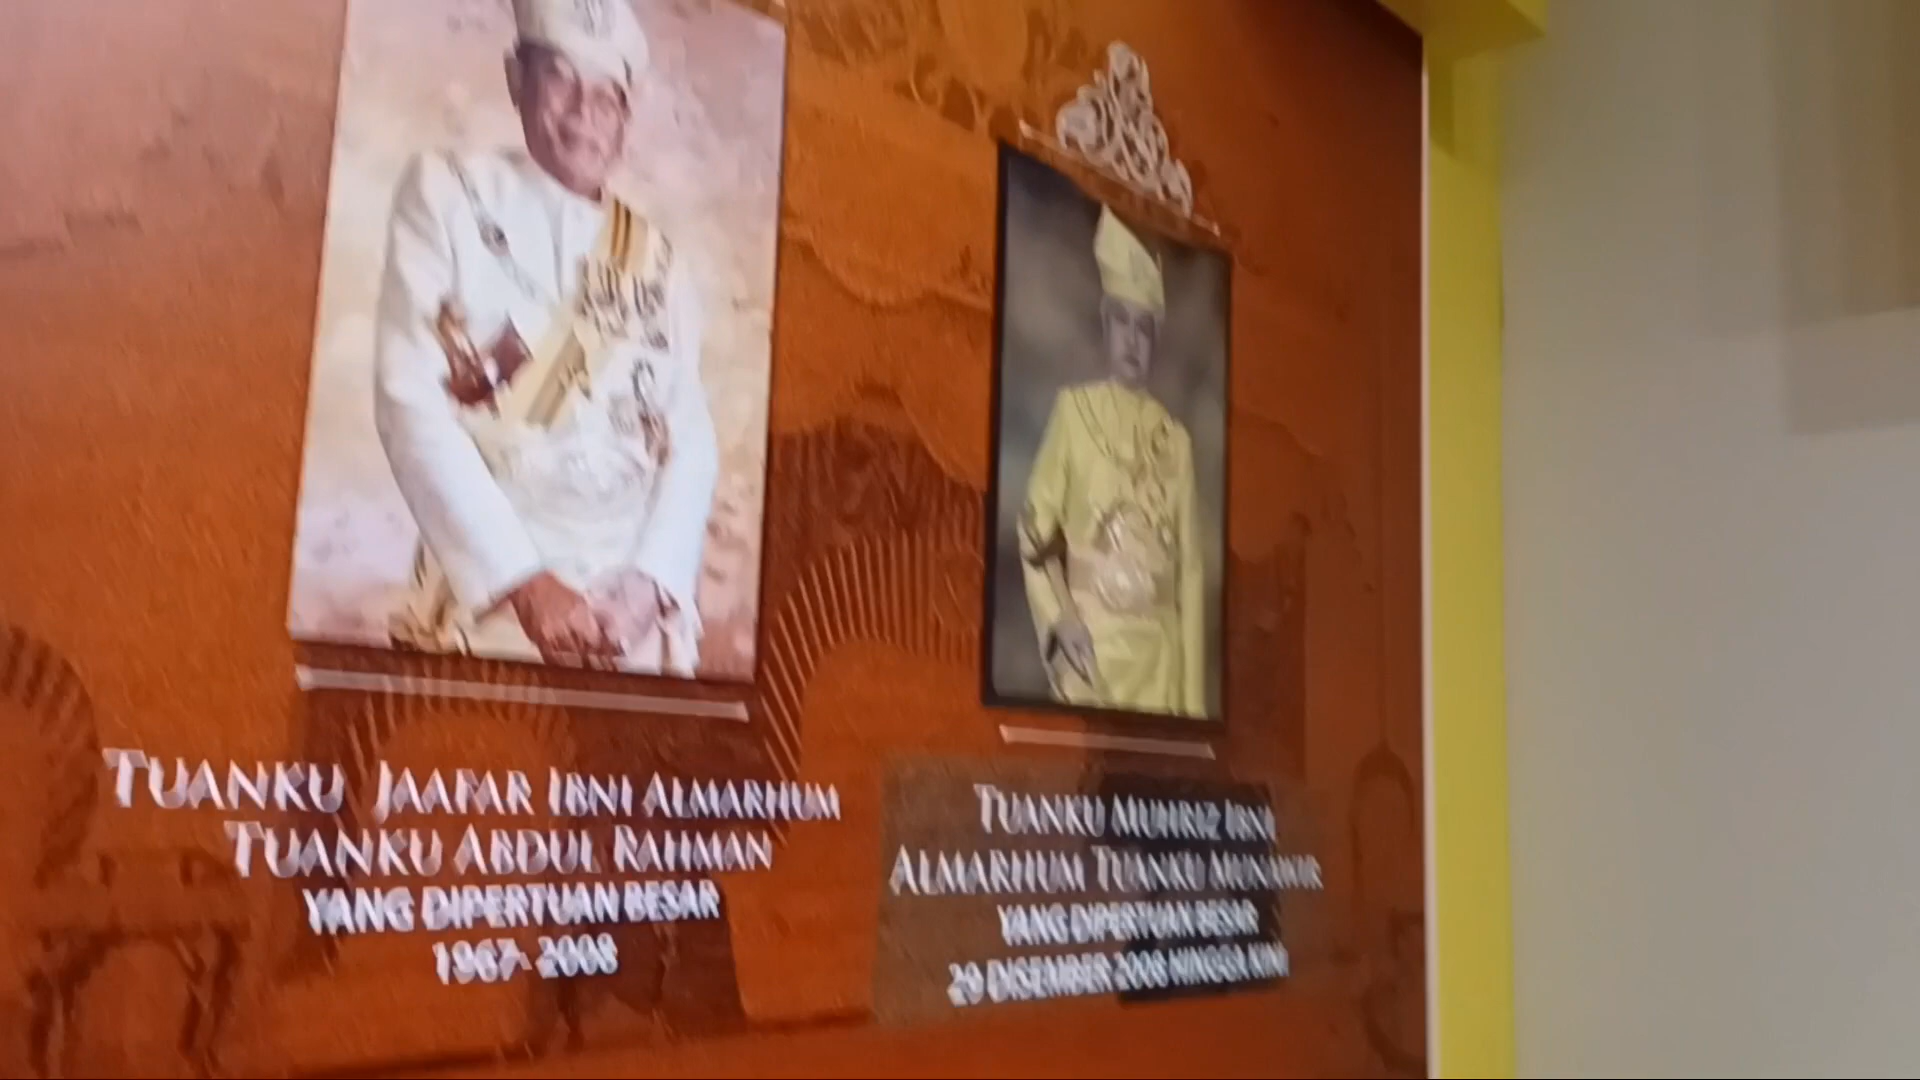 TUANKU JAAFAR IBNI ALMARHUM
TUANKU ABDUL RAHMAN
YANG DIPERTUAN BESAR
1967- 2008
TUANKU MUHRIZ IBNI
ALMARHUM TUANKU MUNAWIR
YANG DIPERTUAN BESAR
29 DISEMBER 2008 HINGGA KINI